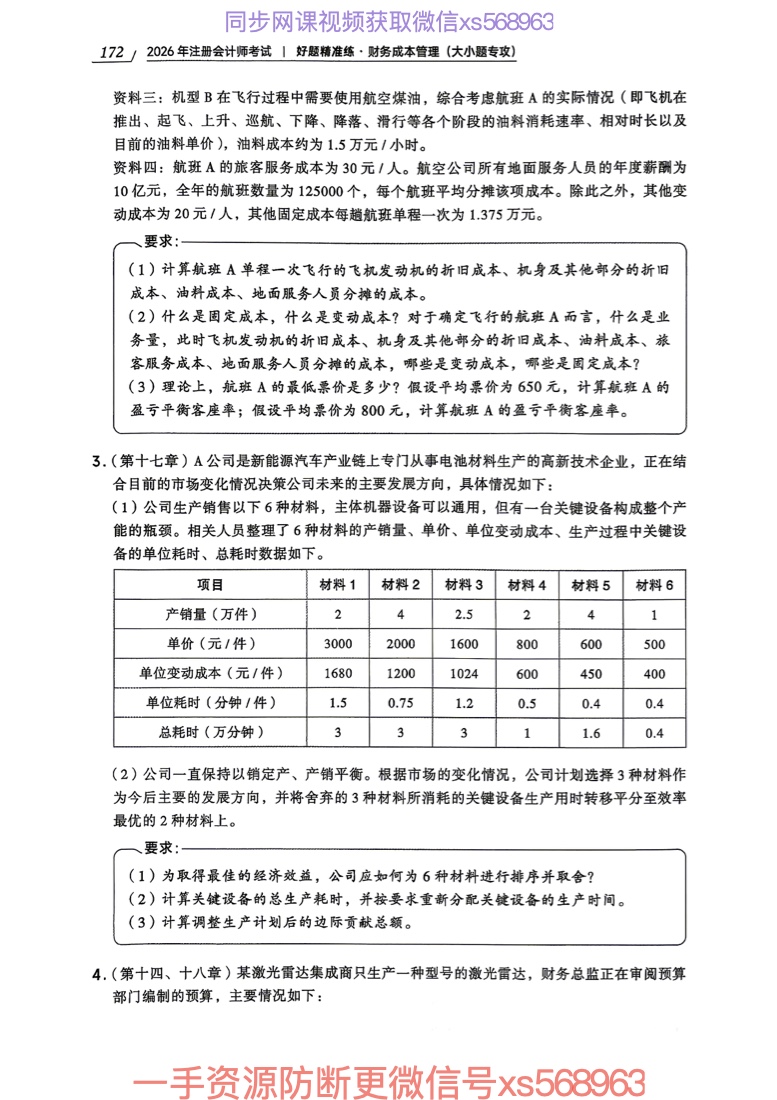 同步网课视频获取微信xs568963
172 / 2026年注册会计师考试 | 好题精准练·财务成本管理（大小题专攻）
资料三：机型 B 在飞行过程中需要使用航空煤油，综合考虑航班 A 的实际情况（即飞机在
推出、起飞、上升、巡航、下降、降落、滑行等各个阶段的油料消耗速率、相对时长以及
目前的油料单价），油料成本约为 1.5 万元 / 小时。
资料四：航班 A 的旅客服务成本为 30 元 / 人。航空公司所有地面服务人员的年度薪酬为
10 亿元，全年的航班数量为 125000 个，每个航班平均分摊该项成本。除此之外，其他变
动成本为 20 元 / 人，其他固定成本每趟航班单程一次为 1.375 万元。
要求：
（1）计算航班 A 单程一次飞行的飞机发动机的折旧成本、机身及其他部分的折旧
成本、油料成本、地面服务人员分摊的成本。
（2）什么是固定成本，什么是变动成本？对于确定飞行的航班 A 而言，什么是业
务量，此时飞机发动机的折旧成本、机身及其他部分的折旧成本、油料成本、旅
客服务成本、地面服务人员分摊的成本，哪些是变动成本，哪些是固定成本？
（3）理论上，航班 A 的最低票价是多少？假设平均票价为 650 元，计算航班 A 的
盈亏平衡客座率；假设平均票价为 800 元，计算航班 A 的盈亏平衡客座率。
3.（第十七章）A 公司是新能源汽车产业链上专门从事电池材料生产的高新技术企业，正在结
合目前的市场变化情况决策公司未来的主要发展方向，具体情况如下：
（1）公司生产销售以下 6 种材料，主体机器设备可以通用，但有一台关键设备构成整个产
能的瓶颈。相关人员整理了 6 种材料的产销量、单价、单位变动成本、生产过程中关键设
备的单位耗时、总耗时数据如下。
项目 材料 1 材料 2 材料 3 材料 4 材料 5 材料 6
产销量（万件） 2 4 2.5 2 4 1
单价（元 / 件） 3000 2000 1600 800 600 500
单位变动成本（元 / 件） 1680 1200 1024 600 450 400
单位耗时（分钟 / 件） 1.5 0.75 1.2 0.5 0.4 0.4
总耗时（万分钟） 3 3 3 1 1.6 0.4
（2）公司一直保持以销定产、产销平衡。根据市场的变化情况，公司计划选择 3 种材料作
为今后主要的发展方向，并将舍弃的 3 种材料所消耗的关键设备生产用时转移平分至效率
最优的 2 种材料上。
要求：
（1）为取得最佳的经济效益，公司应如何为 6 种材料进行排序并取舍？
（2）计算关键设备的总生产耗时，并按要求重新分配关键设备的生产时间。
（3）计算调整生产计划后的边际贡献总额。
4.（第十四、十八章）某激光雷达集成商只生产一种型号的激光雷达，财务总监正在审阅预算
部门编制的预算，主要情况如下：
一手资源防断更微信号xs568963